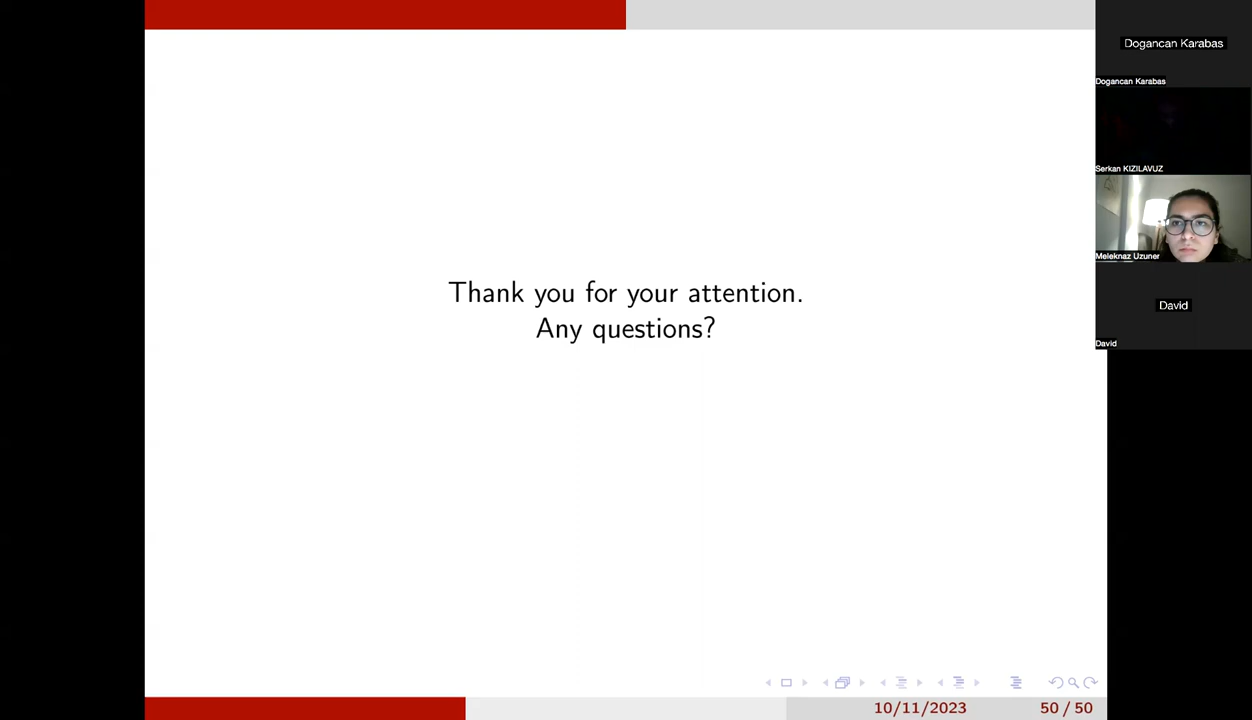 Dogancan Karabas
Dogancan Karabas
Serkan KIZILAVUZ
Meleknaz Uzuner
David
David
Thank you for your attention.
Any questions?
10/11/2023 50 / 50